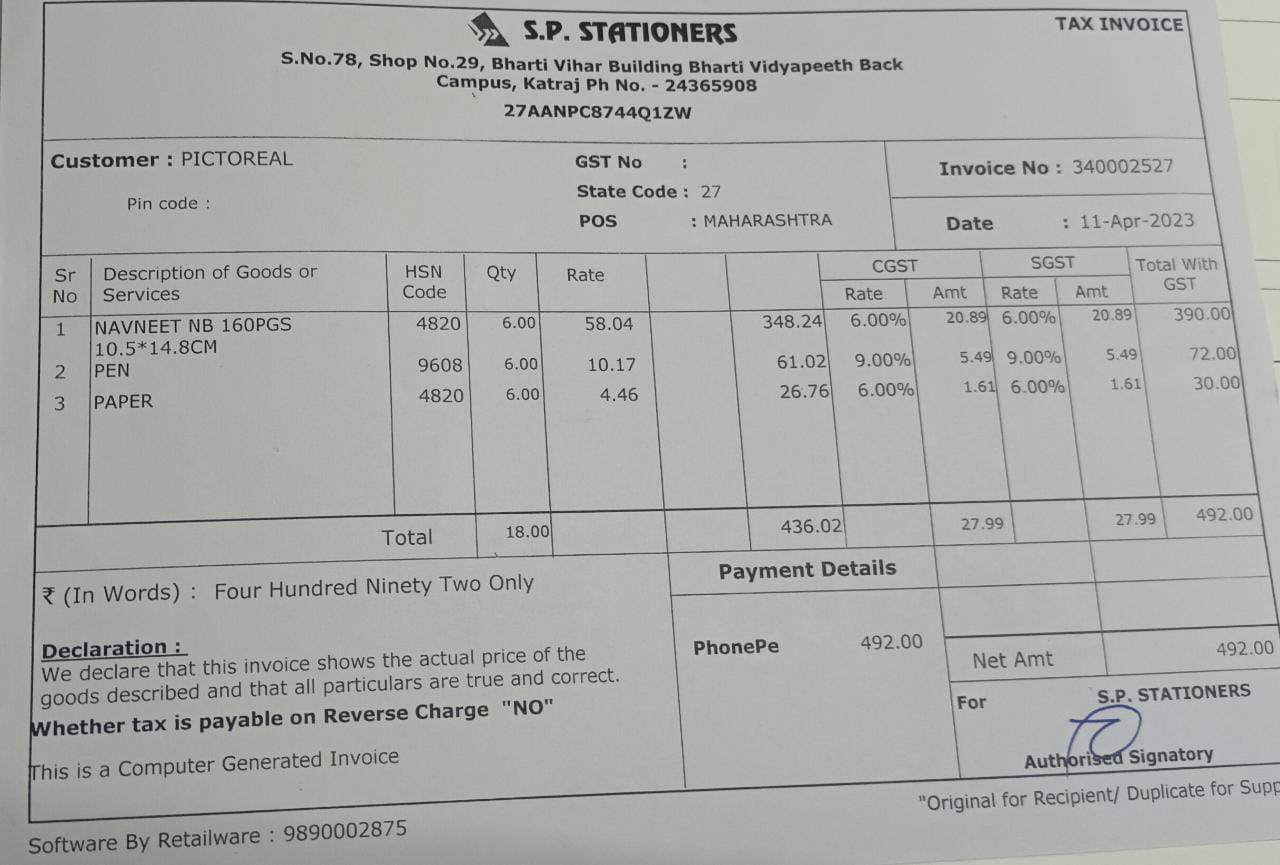 S.P. STATIONERS
TAX INVOICE
S.No.78, Shop No.29, Bharti Vihar Building Bharti Vidyapeeth Back
Campus, Katraj Ph No. - 24365908
27AANPC8744Q1ZW
Customer : PICTOREAL
Pin code :
GST No :
State Code : 27
POS : MAHARASHTRA
Invoice No : 340002527
Date : 11-Apr-2023
Sr No Description of Goods or Services HSN Code Qty Rate CGST SGST Total With GST
Rate Amt Rate Amt
1 NAVNEET NB 160PGS 4820 6.00 58.04 348.24 6.00% 20.89 6.00% 20.89 390.00
10.5*14.8CM
2 PEN 9608 6.00 10.17 61.02 9.00% 5.49 9.00% 5.49 72.00
3 PAPER 4820 6.00 4.46 26.76 6.00% 1.61 6.00% 1.61 30.00
Total 18.00 436.02 27.99 27.99 492.00
₹ (In Words) : Four Hundred Ninety Two Only
Declaration :
We declare that this invoice shows the actual price of the
goods described and that all particulars are true and correct.
Whether tax is payable on Reverse Charge "NO"
This is a Computer Generated Invoice
Payment Details
PhonePe 492.00
Net Amt 492.00
For S.P. STATIONERS
Authorised Signatory
"Original for Recipient/ Duplicate for Supp
Software By Retailware : 9890002875